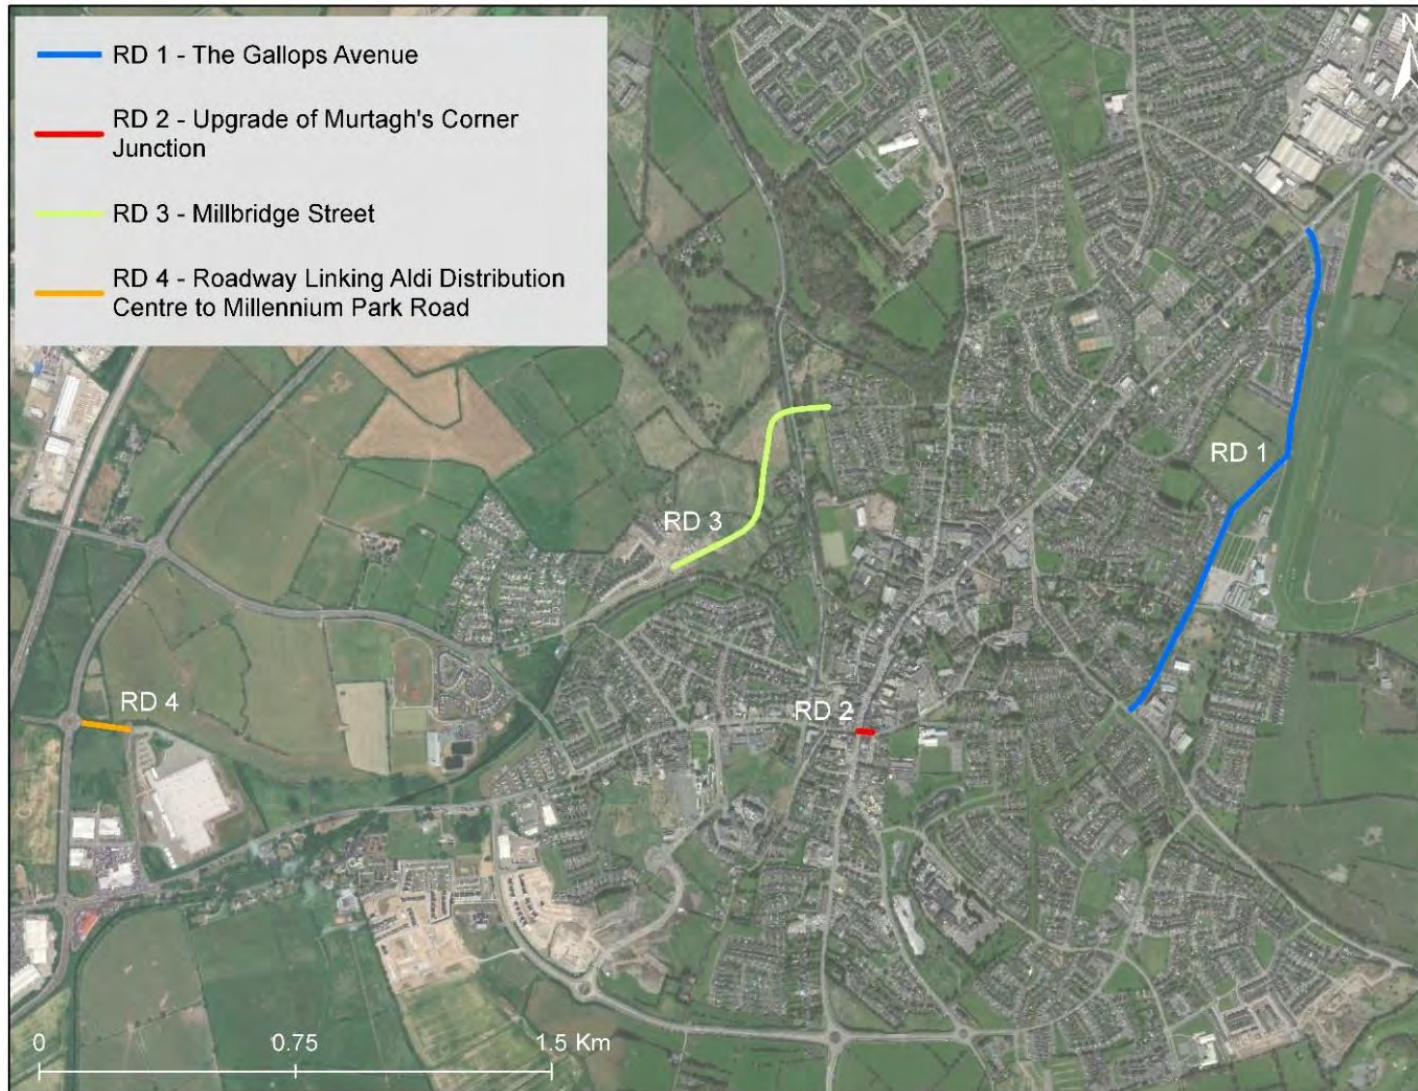 RD 1 - The Gallops Avenue
RD 2 - Upgrade of Murtagh's Corner
Junction
RD 3 - Millbridge Street
RD 4 - Roadway Linking Aldi Distribution
Centre to Millennium Park Road
N
RD 1
RD 3
RD 4
RD 2
0 0.75 1.5 Km